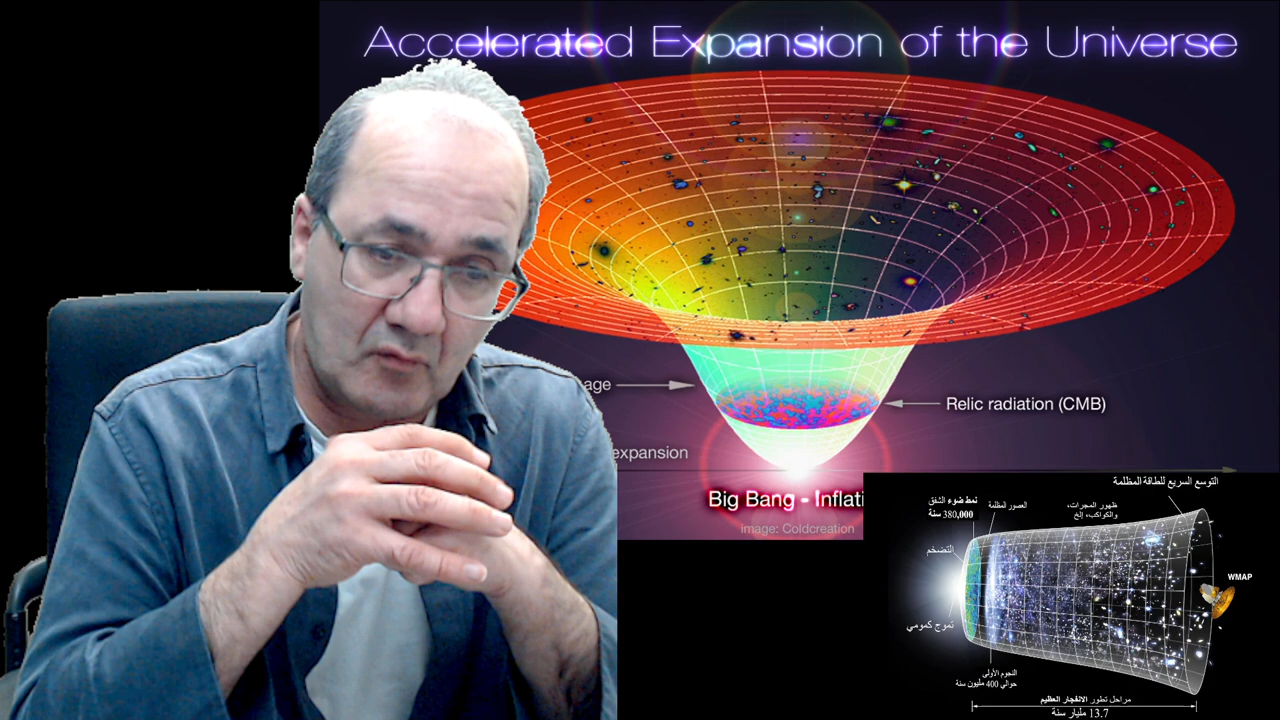 Accelerated Expansion of the Universe
age
Relic radiation (CMB)
expansion
Big Bang - Inflati
image: Coldcreation
التوسع السريع للطاقة المظلمة
نمط ضوء الشفق
380,000 سنة
العصور المظلمة
ظهور المجرات،
والكواكب، إلخ
التضخم
WMAP
تموج كمومي
النجوم الأولى
حوالي 400 مليون سنة
مراحل تطور الانفجار العظيم
13.7 مليار سنة